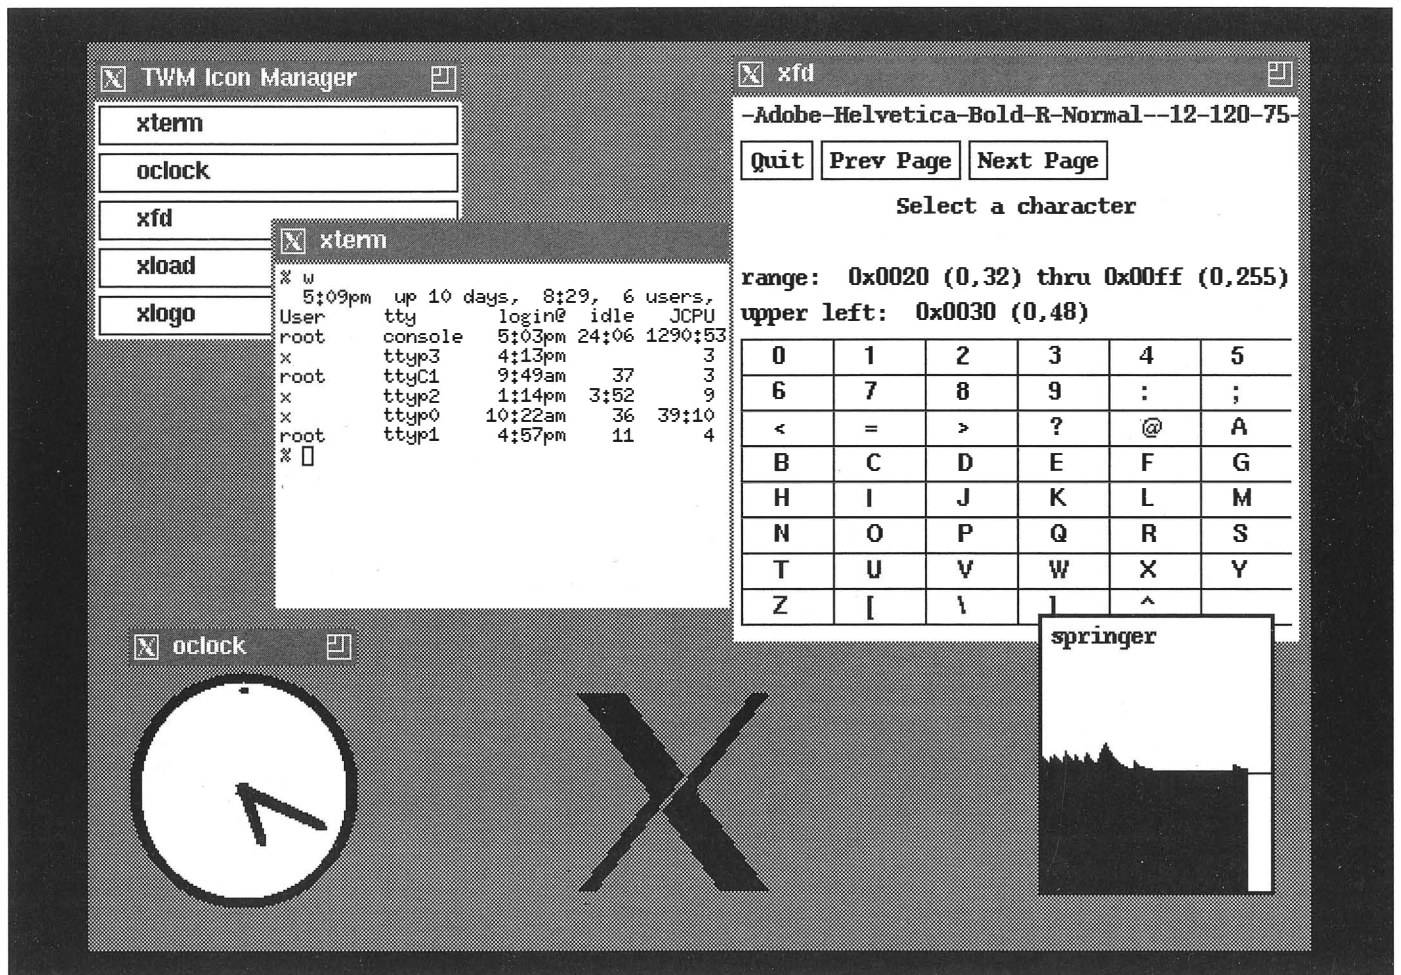 TWM Icon Manager
xterm
oclock
xfd
xload
xlogo
xterm
% w
5:09pm up 10 days, 8:29, 6 users,
User tty login@ idle JCPU
root console 5:03pm 24:06 1290:53
x ttyp3 4:13pm 3
root ttyC1 9:49am 37 3
x ttyp2 1:14pm 3:52 9
x ttyp0 10:22am 36 39:10
root ttyp1 4:57pm 11 4
%
xfd
-Adobe-Helvetica-Bold-R-Normal--12-120-75-
Quit Prev Page Next Page
Select a character
range: 0x0020 (0,32) thru 0x00ff (0,255)
upper left: 0x0030 (0,48)
0 1 2 3 4 5
6 7 8 9 : ;
< = > ? @ A
B C D E F G
H I J K L M
N O P Q R S
T U V W X Y
Z [ \ ] ^
oclock
springer